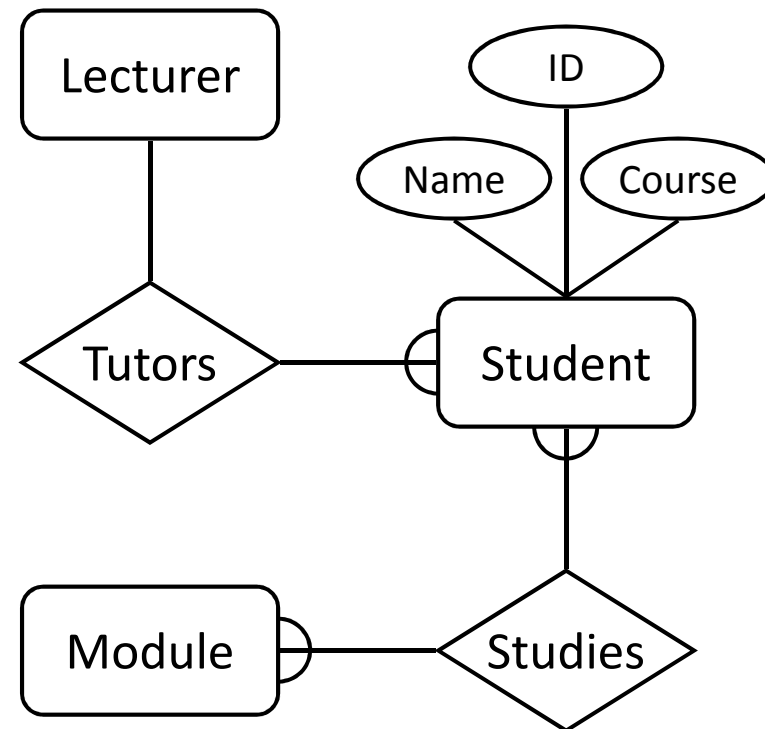 Lecturer
ID
Name
Course
Tutors
Student
Module
Studies